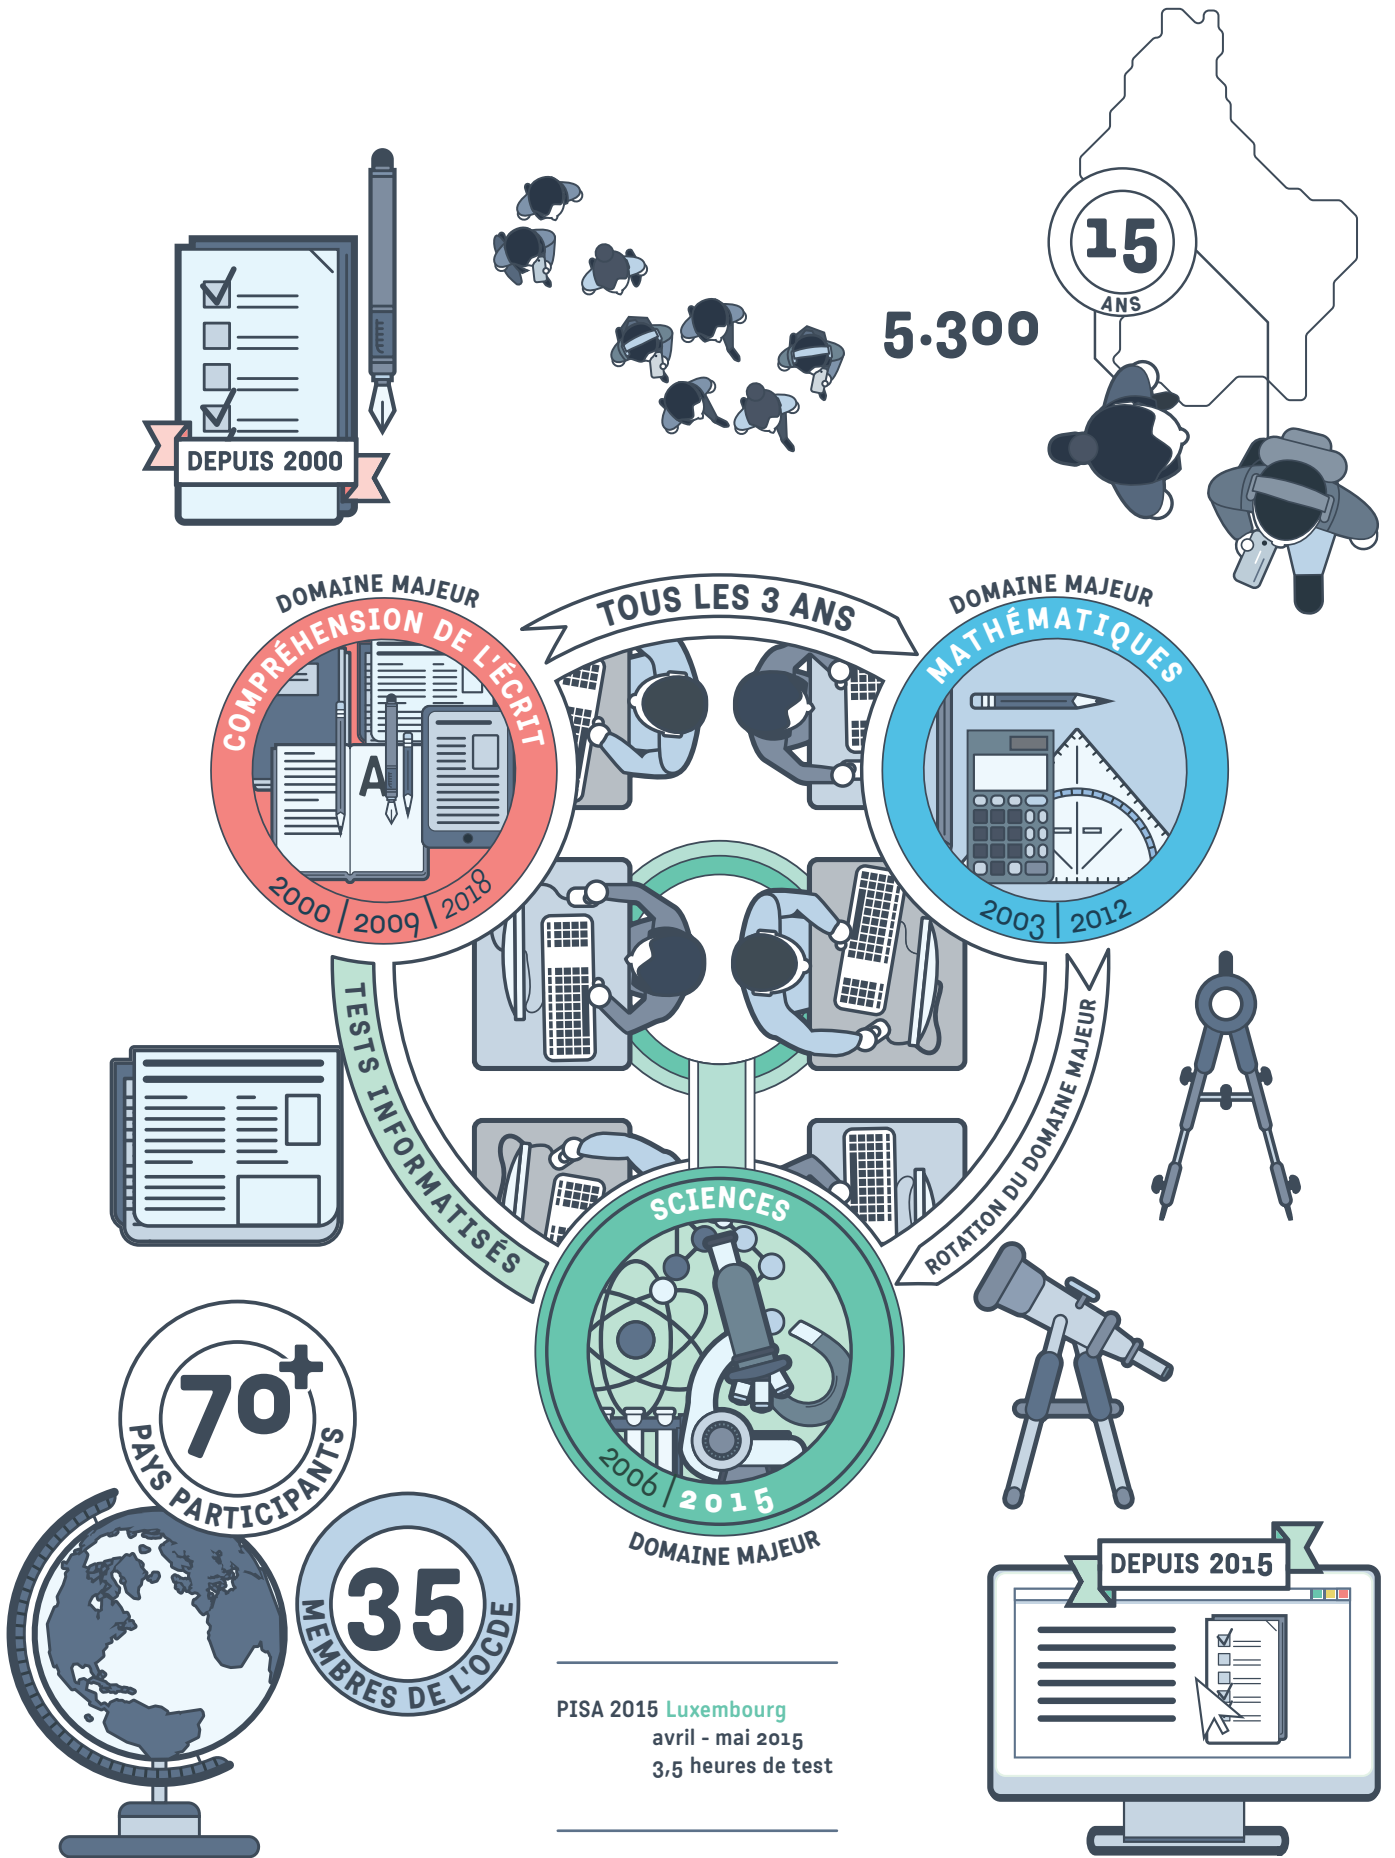 15
ANS
5.300
DEPUIS 2000
DOMAINE MAJEUR
COMPRÉHENSION DE L'ÉCRIT
A
2000 | 2009 | 2018
TOUS LES 3 ANS
DOMAINE MAJEUR
MATHÉMATIQUES
2003 | 2012
TESTS INFORMATISÉS
ROTATION DU DOMAINE MAJEUR
SCIENCES
2006 | 2015
DOMAINE MAJEUR
70+
PAYS PARTICIPANTS
35
MEMBRES DE L'OCDE
DEPUIS 2015
PISA 2015 Luxembourg
avril - mai 2015
3,5 heures de test